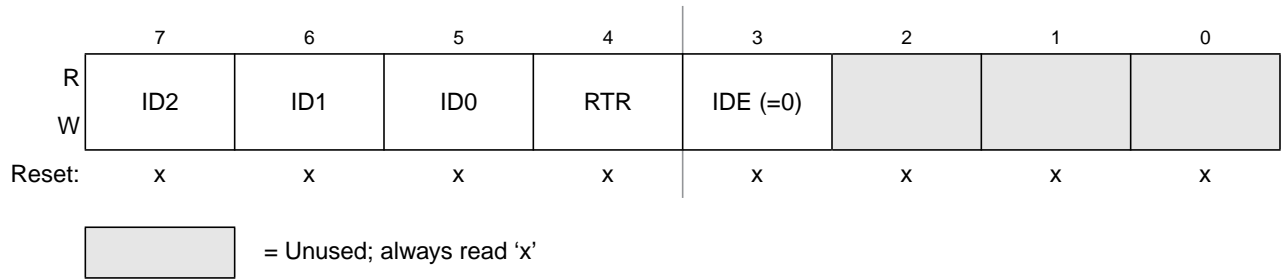 7 6 5 4 3 2 1 0
R
W
ID2 ID1 ID0 RTR IDE (=0)
Reset: x x x x x x x x
= Unused; always read ‘x’